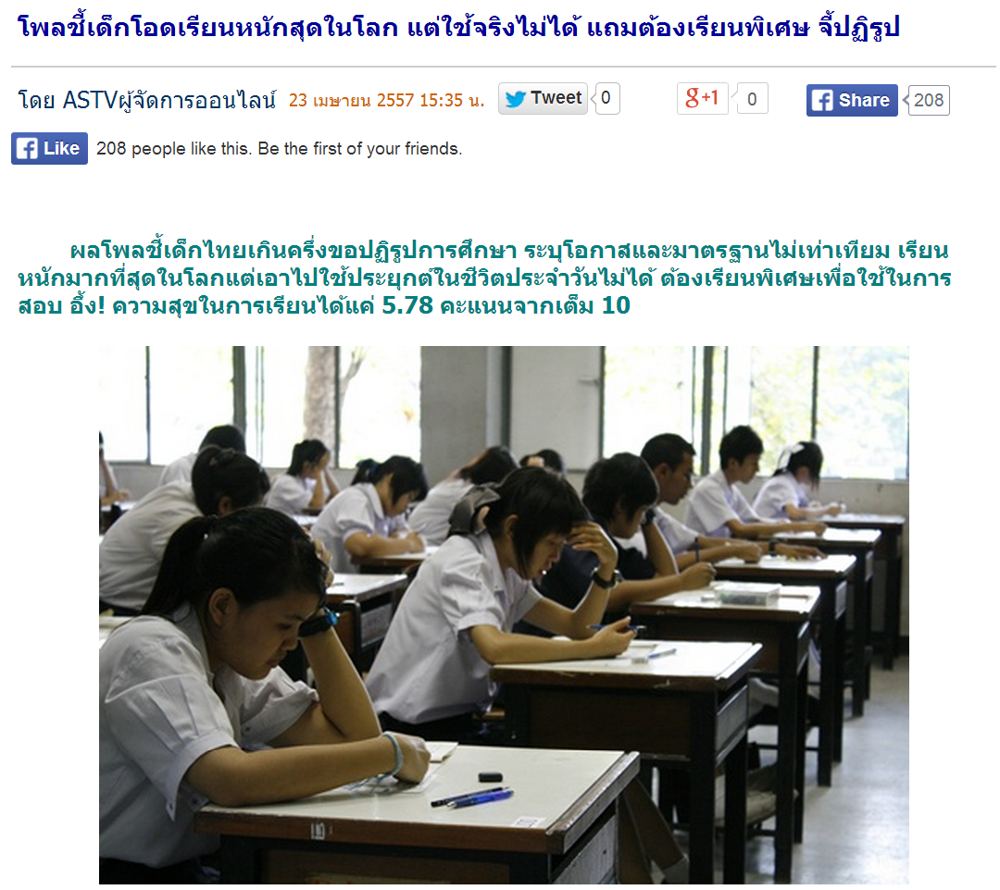 โพลชี้เด็กโอดเรียนหนักสุดในโลก แต่ใช้จริงไม่ได้ แถมต้องเรียนพิเศษ จี้ปฏิรูป
โดย ASTVผู้จัดการออนไลน์ 23 เมษายน 2557 15:35 น. Tweet 0 g+1 0 Share 208
Like 208 people like this. Be the first of your friends.
ผลโพลชี้เด็กไทยเกินครึ่งขอปฏิรูปการศึกษา ระบุโอกาสและมาตรฐานไม่เท่าเทียม เรียน
หนักมากที่สุดในโลกแต่เอาไปใช้ประยุกต์ในชีวิตประจำวันไม่ได้ ต้องเรียนพิเศษเพื่อใช้ในการ
สอบ อึ้ง! ความสุขในการเรียนได้แค่ 5.78 คะแนนจากเต็ม 10